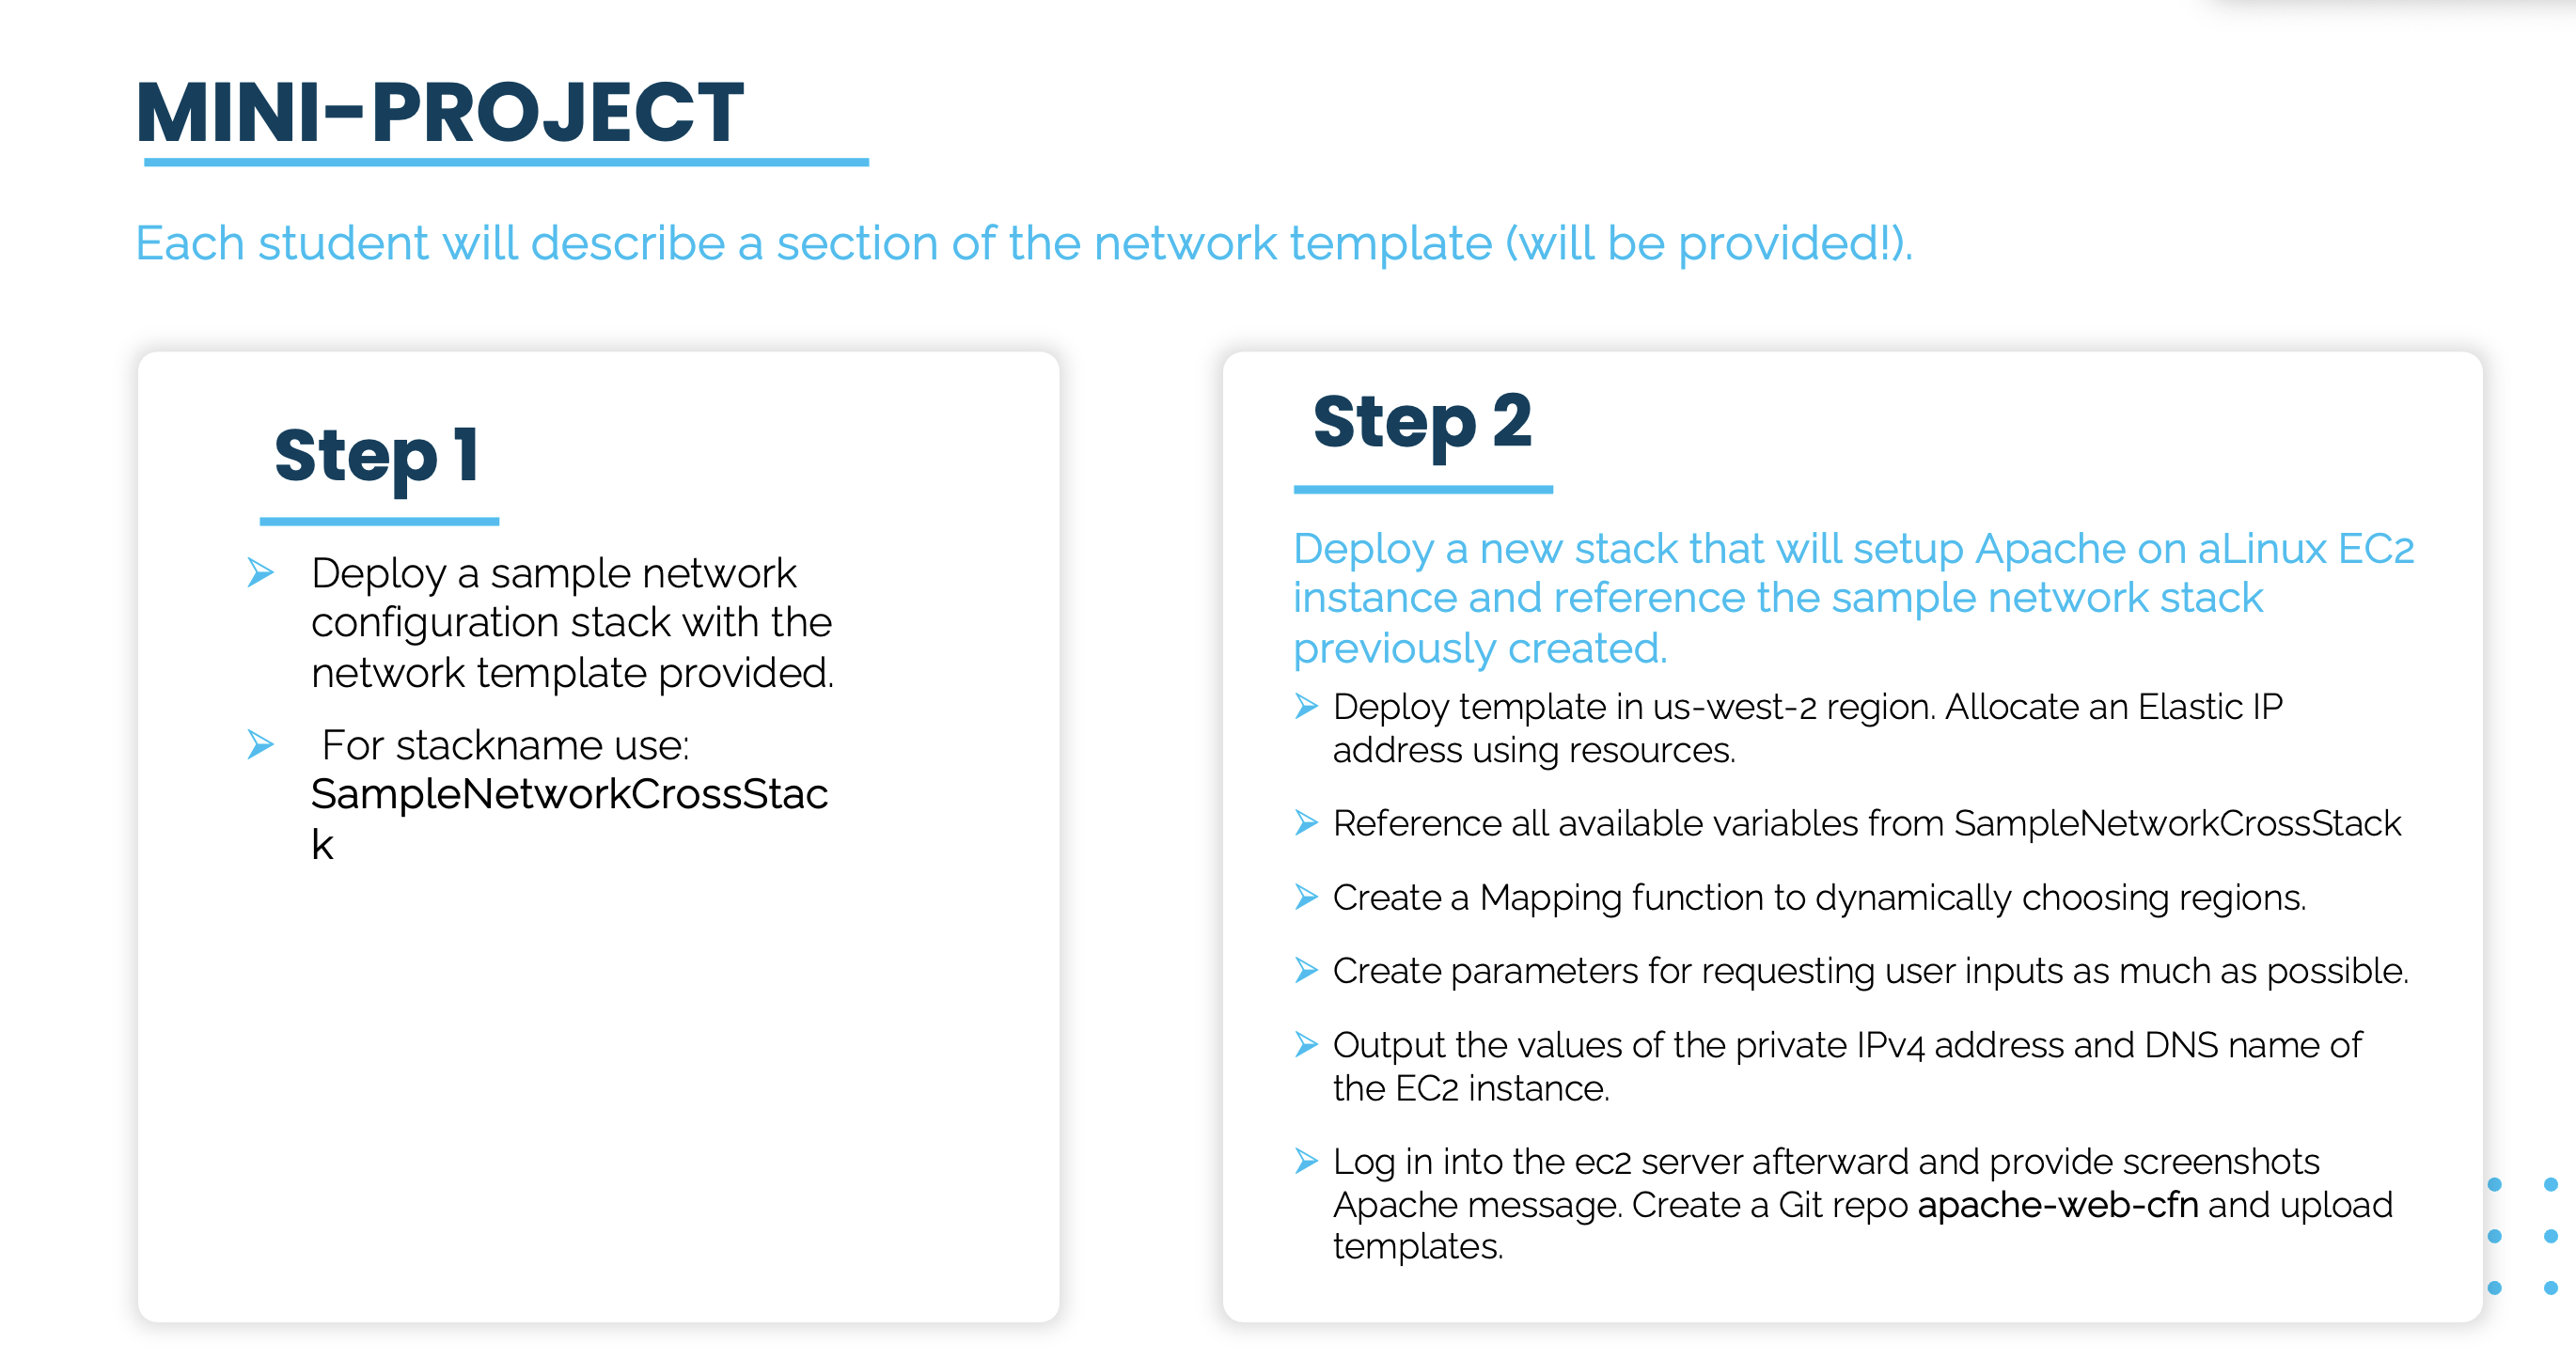 MINI-PROJECT
Each student will describe a section of the network template (will be provided!).
Step 1
➢ Deploy a sample network
configuration stack with the
network template provided.
➢ For stackname use:
SampleNetworkCrossStac
k
Step 2
Deploy a new stack that will setup Apache on aLinux EC2
instance and reference the sample network stack
previously created.
➢ Deploy template in us-west-2 region. Allocate an Elastic IP
address using resources.
➢ Reference all available variables from SampleNetworkCrossStack
➢ Create a Mapping function to dynamically choosing regions.
➢ Create parameters for requesting user inputs as much as possible.
➢ Output the values of the private IPv4 address and DNS name of
the EC2 instance.
➢ Log in into the ec2 server afterward and provide screenshots
Apache message. Create a Git repo apache-web-cfn and upload
templates.